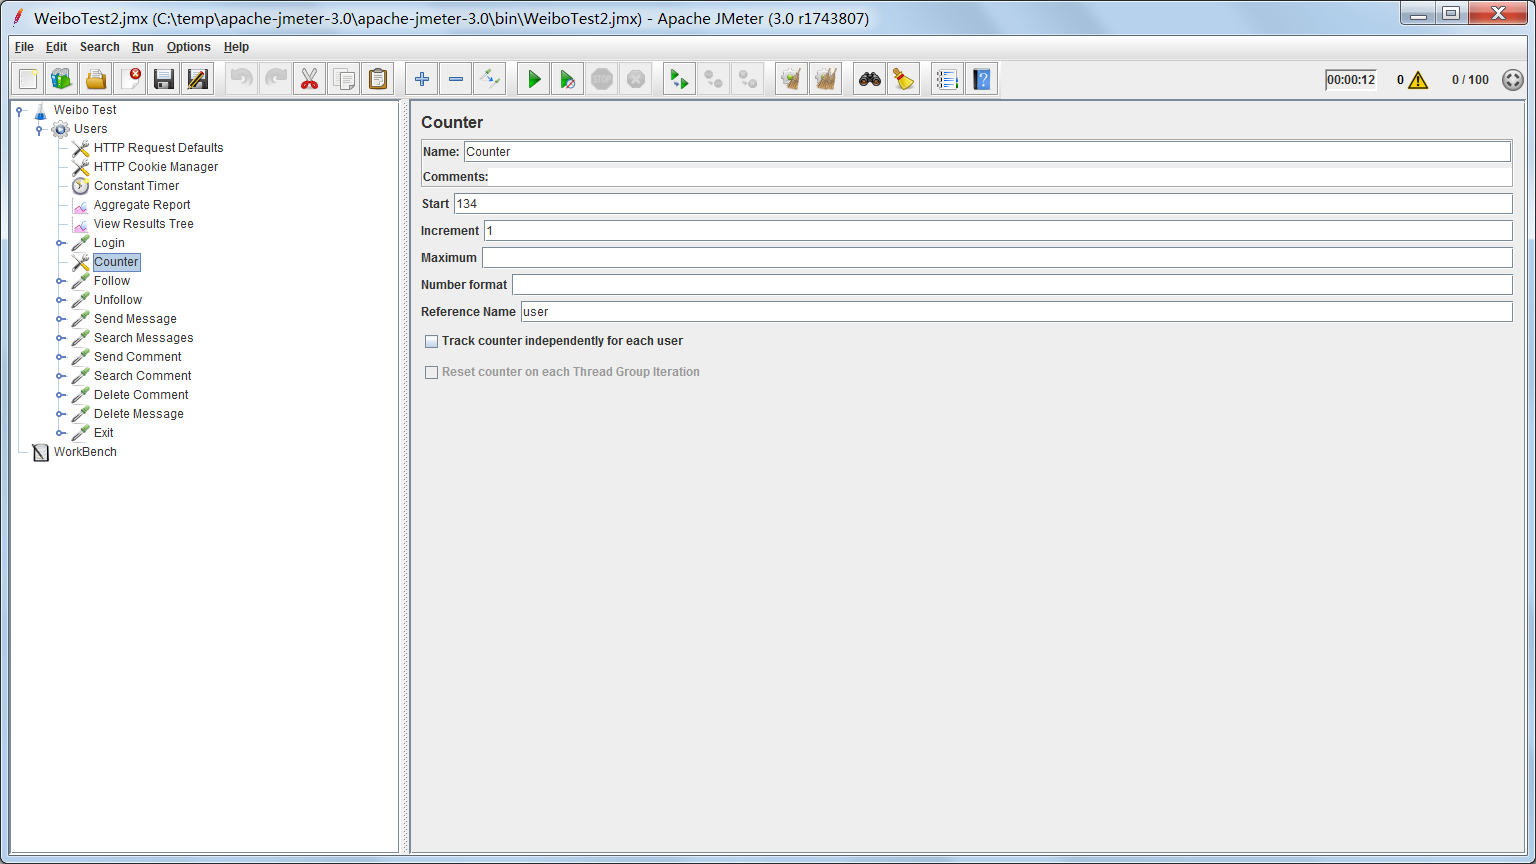 WeiboTest2.jmx (C:\temp\apache-jmeter-3.0\apache-jmeter-3.0\bin\WeiboTest2.jmx) - Apache JMeter (3.0 r1743807)
File Edit Search Run Options Help
STOP
00:00:12 0 0 / 100
Weibo Test
Users
HTTP Request Defaults
HTTP Cookie Manager
Constant Timer
Aggregate Report
View Results Tree
Login
Counter
Follow
Unfollow
Send Message
Search Messages
Send Comment
Search Comment
Delete Comment
Delete Message
Exit
WorkBench
Counter
Name: Counter
Comments:
Start 134
Increment 1
Maximum
Number format
Reference Name user
Track counter independently for each user
Reset counter on each Thread Group Iteration